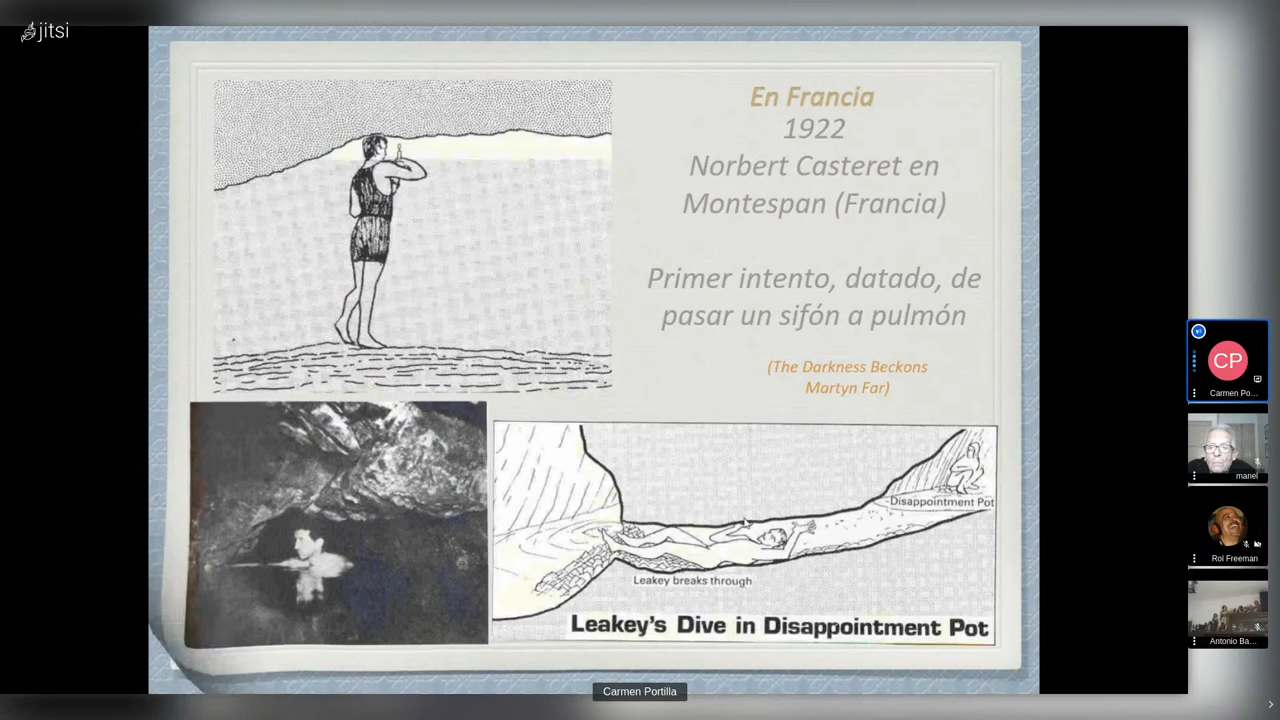 jitsi
En Francia
1922
Norbert Casteret en
Montespan (Francia)
Primer intento, datado, de
pasar un sifón a pulmón
(The Darkness Beckons
Martyn Far)
Disappointment Pot
Leakey breaks through
Leakey's Dive in Disappointment Pot
CP
Carmen Po...
manel
Rol Freeman
Antonio Ba...
Carmen Portilla